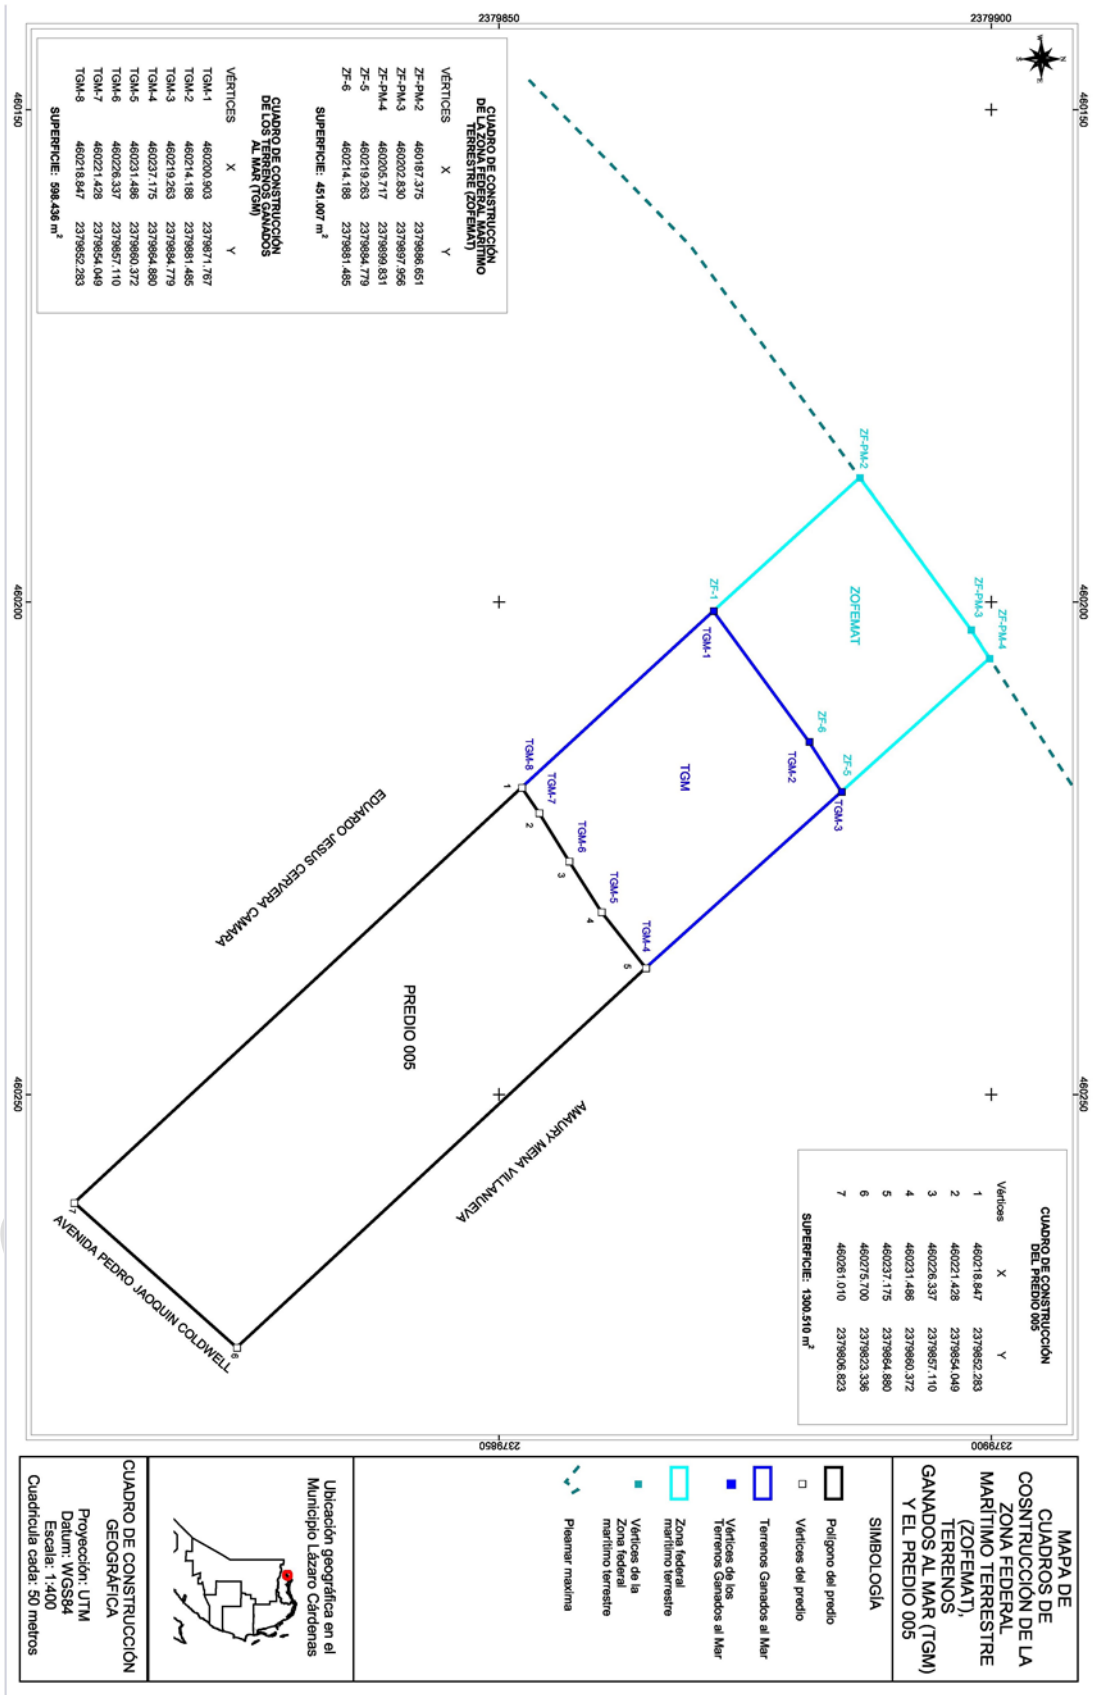 MAPA DE
CUADROS DE
COSNTRUCCIÓN DE LA
ZONA FEDERAL
MARÍTIMO TERRESTRE
(ZOFEMAT),
TERRENOS
GANADOS AL MAR (TGM)
Y EL PREDIO 005
SIMBOLOGÍA
Polígono del predio
Vértices del predio
Terrenos Ganados al Mar
Vértices de los
Terrenos Ganados al Mar
Zona federal
marítimo terrestre
Vértices de la
Zona federal
marítimo terrestre
Pleamar maxima
Ubicación geográfica en el
Municipio Lázaro Cárdenas
CUADRO DE CONSTRUCCIÓN
GEOGRÁFICA
Proyección: UTM
Datum: WGS84
Escala: 1:400
Cuadrícula cada: 50 metros
CUADRO DE CONSTRUCCIÓN
DEL PREDIO 005
Vértices X Y
1 460218.847 2379852.283
2 460221.428 2379854.049
3 460226.337 2379857.110
4 460231.486 2379860.372
5 460237.175 2379864.880
6 460275.700 2379823.336
7 460261.010 2379806.823
SUPERFICIE: 1300.510 m²
CUADRO DE CONSTRUCCIÓN
DE LA ZONA FEDERAL MARÍTIMO
TERRESTRE (ZOFEMAT)
VÉRTICES X Y
ZF-PM-2 460187.375 2379886.651
ZF-PM-3 460202.830 2379897.956
ZF-PM-4 460205.717 2379899.831
ZF-5 460219.263 2379884.779
ZF-6 460214.188 2379881.485
SUPERFICIE: 451.007 m²
CUADRO DE CONSTRUCCIÓN
DE LOS TERRENOS GANADOS
AL MAR (TGM)
VÉRTICES X Y
TGM-1 460200.903 2379871.767
TGM-2 460214.188 2379881.485
TGM-3 460219.263 2379884.779
TGM-4 460237.175 2379864.880
TGM-5 460231.486 2379860.372
TGM-6 460226.337 2379857.110
TGM-7 460221.428 2379854.049
TGM-8 460218.847 2379852.283
SUPERFICIE: 598.436 m²
460150
460200
460250
460150
460200
460250
2379900
2379850
2379900
2379850
N
E
S
W
ZF-PM-2
ZF-PM-3
ZF-PM-4
ZOFEMAT
ZF-1
ZF-6
ZF-5
TGM-1
TGM-2
TGM-3
TGM
TGM-8
TGM-7
TGM-6
TGM-5
TGM-4
1
2
3
4
5
6
7
PREDIO 005
EDUARDO JESUS CERVERA CAMARA
AMAURY MENA VILLANUEVA
AVENIDA PEDRO JAOQUIN COLDWELL